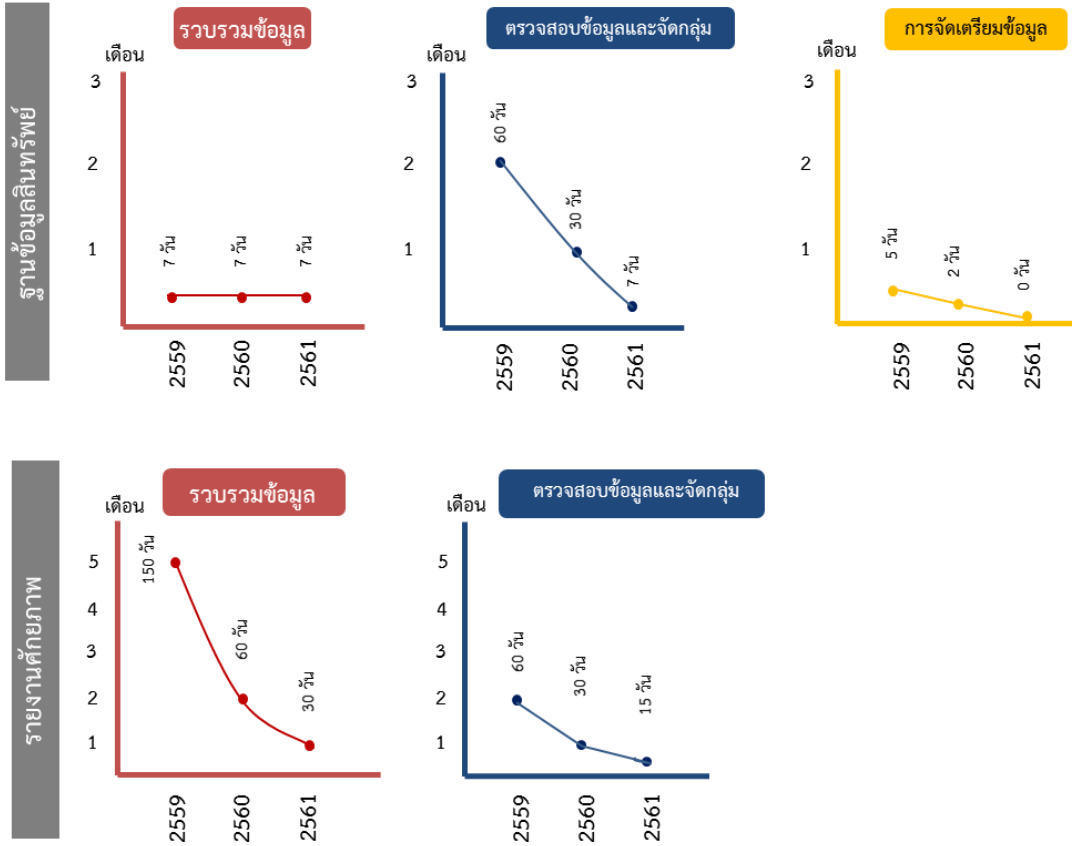 ฐานข้อมูลสินทรัพย์
รวบรวมข้อมูล
เดือน
3
2
1
7 วัน
7 วัน
7 วัน
2559
2560
2561
ตรวจสอบข้อมูลและจัดกลุ่ม
เดือน
3
2
1
60 วัน
30 วัน
7 วัน
2559
2560
2561
การจัดเตรียมข้อมูล
เดือน
3
2
1
5 วัน
2 วัน
0 วัน
2559
2560
2561
รายงานศักยภาพ
รวบรวมข้อมูล
เดือน
5
4
3
2
1
150 วัน
60 วัน
30 วัน
2559
2560
2561
ตรวจสอบข้อมูลและจัดกลุ่ม
เดือน
5
4
3
2
1
60 วัน
30 วัน
15 วัน
2559
2560
2561